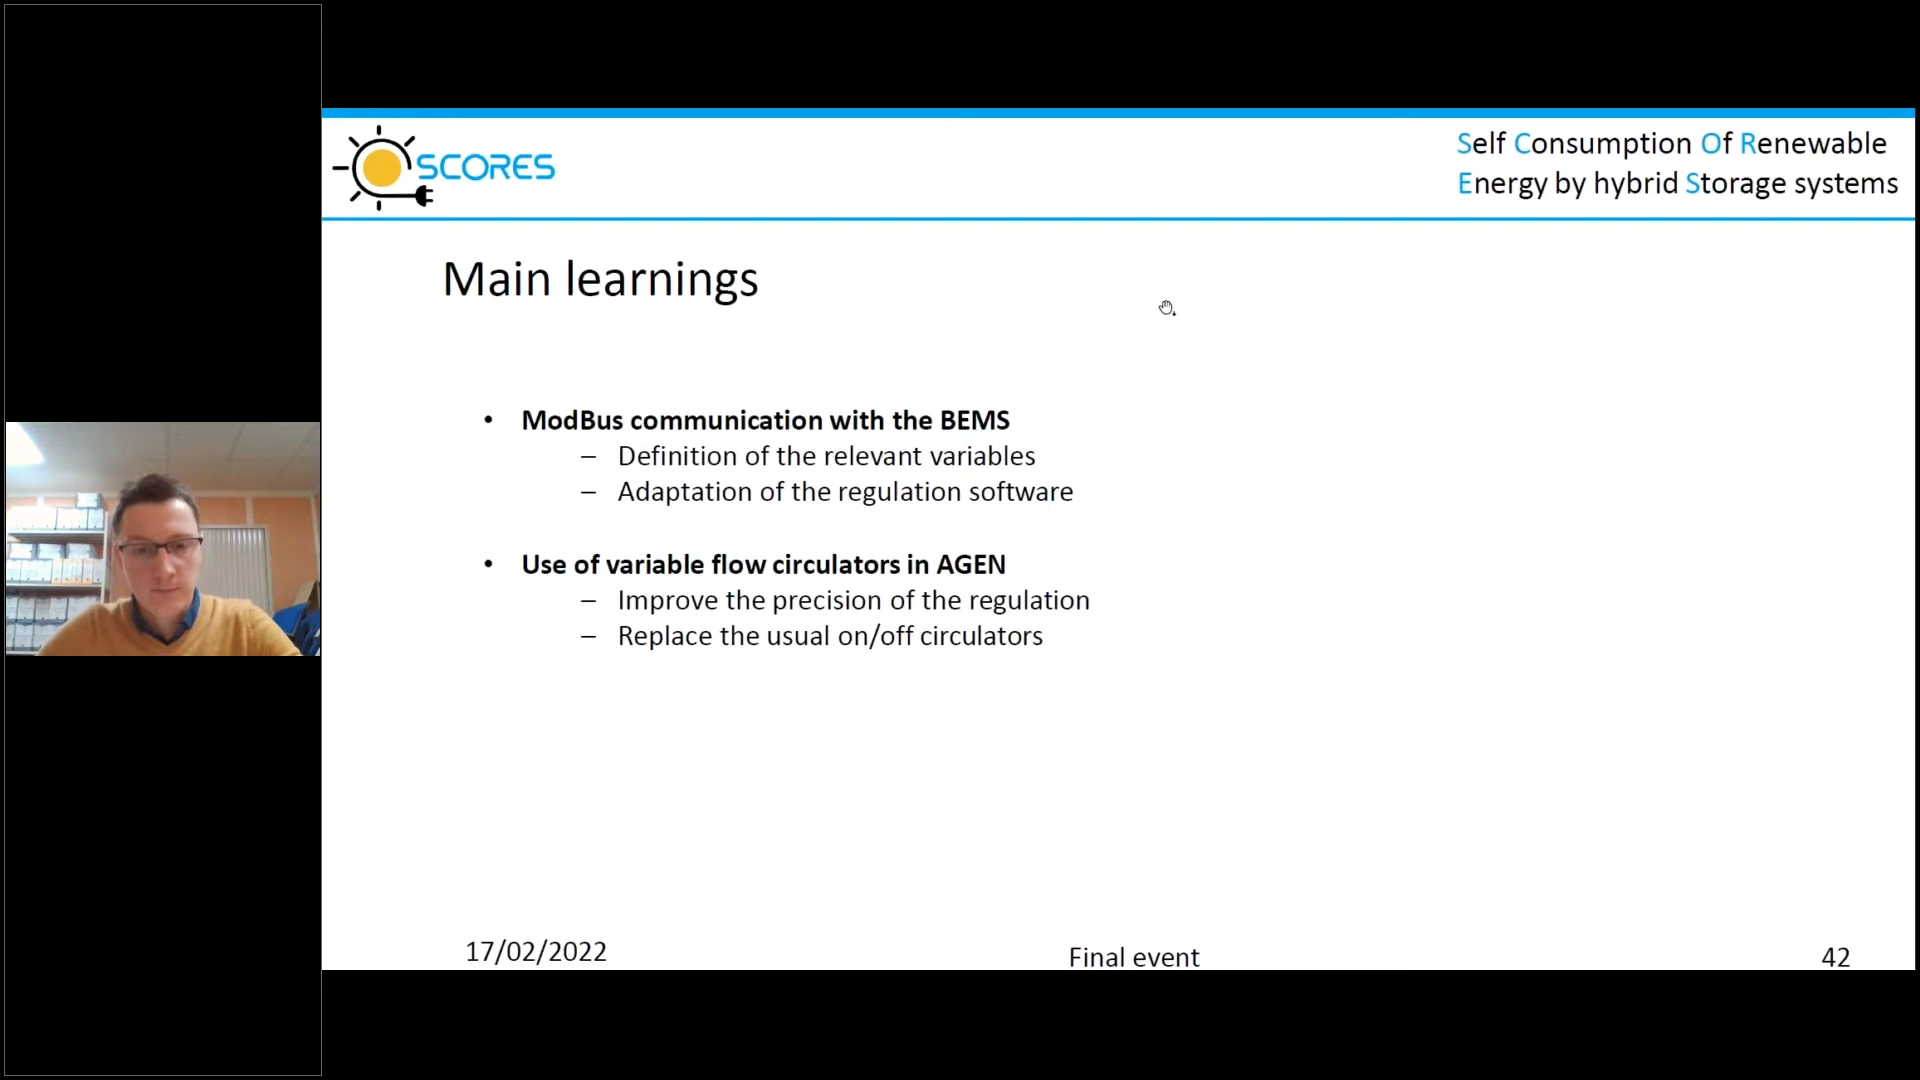 SCORES
Self Consumption Of Renewable
Energy by hybrid Storage systems
Main learnings
• ModBus communication with the BEMS
– Definition of the relevant variables
– Adaptation of the regulation software
• Use of variable flow circulators in AGEN
– Improve the precision of the regulation
– Replace the usual on/off circulators
17/02/2022
Final event
42